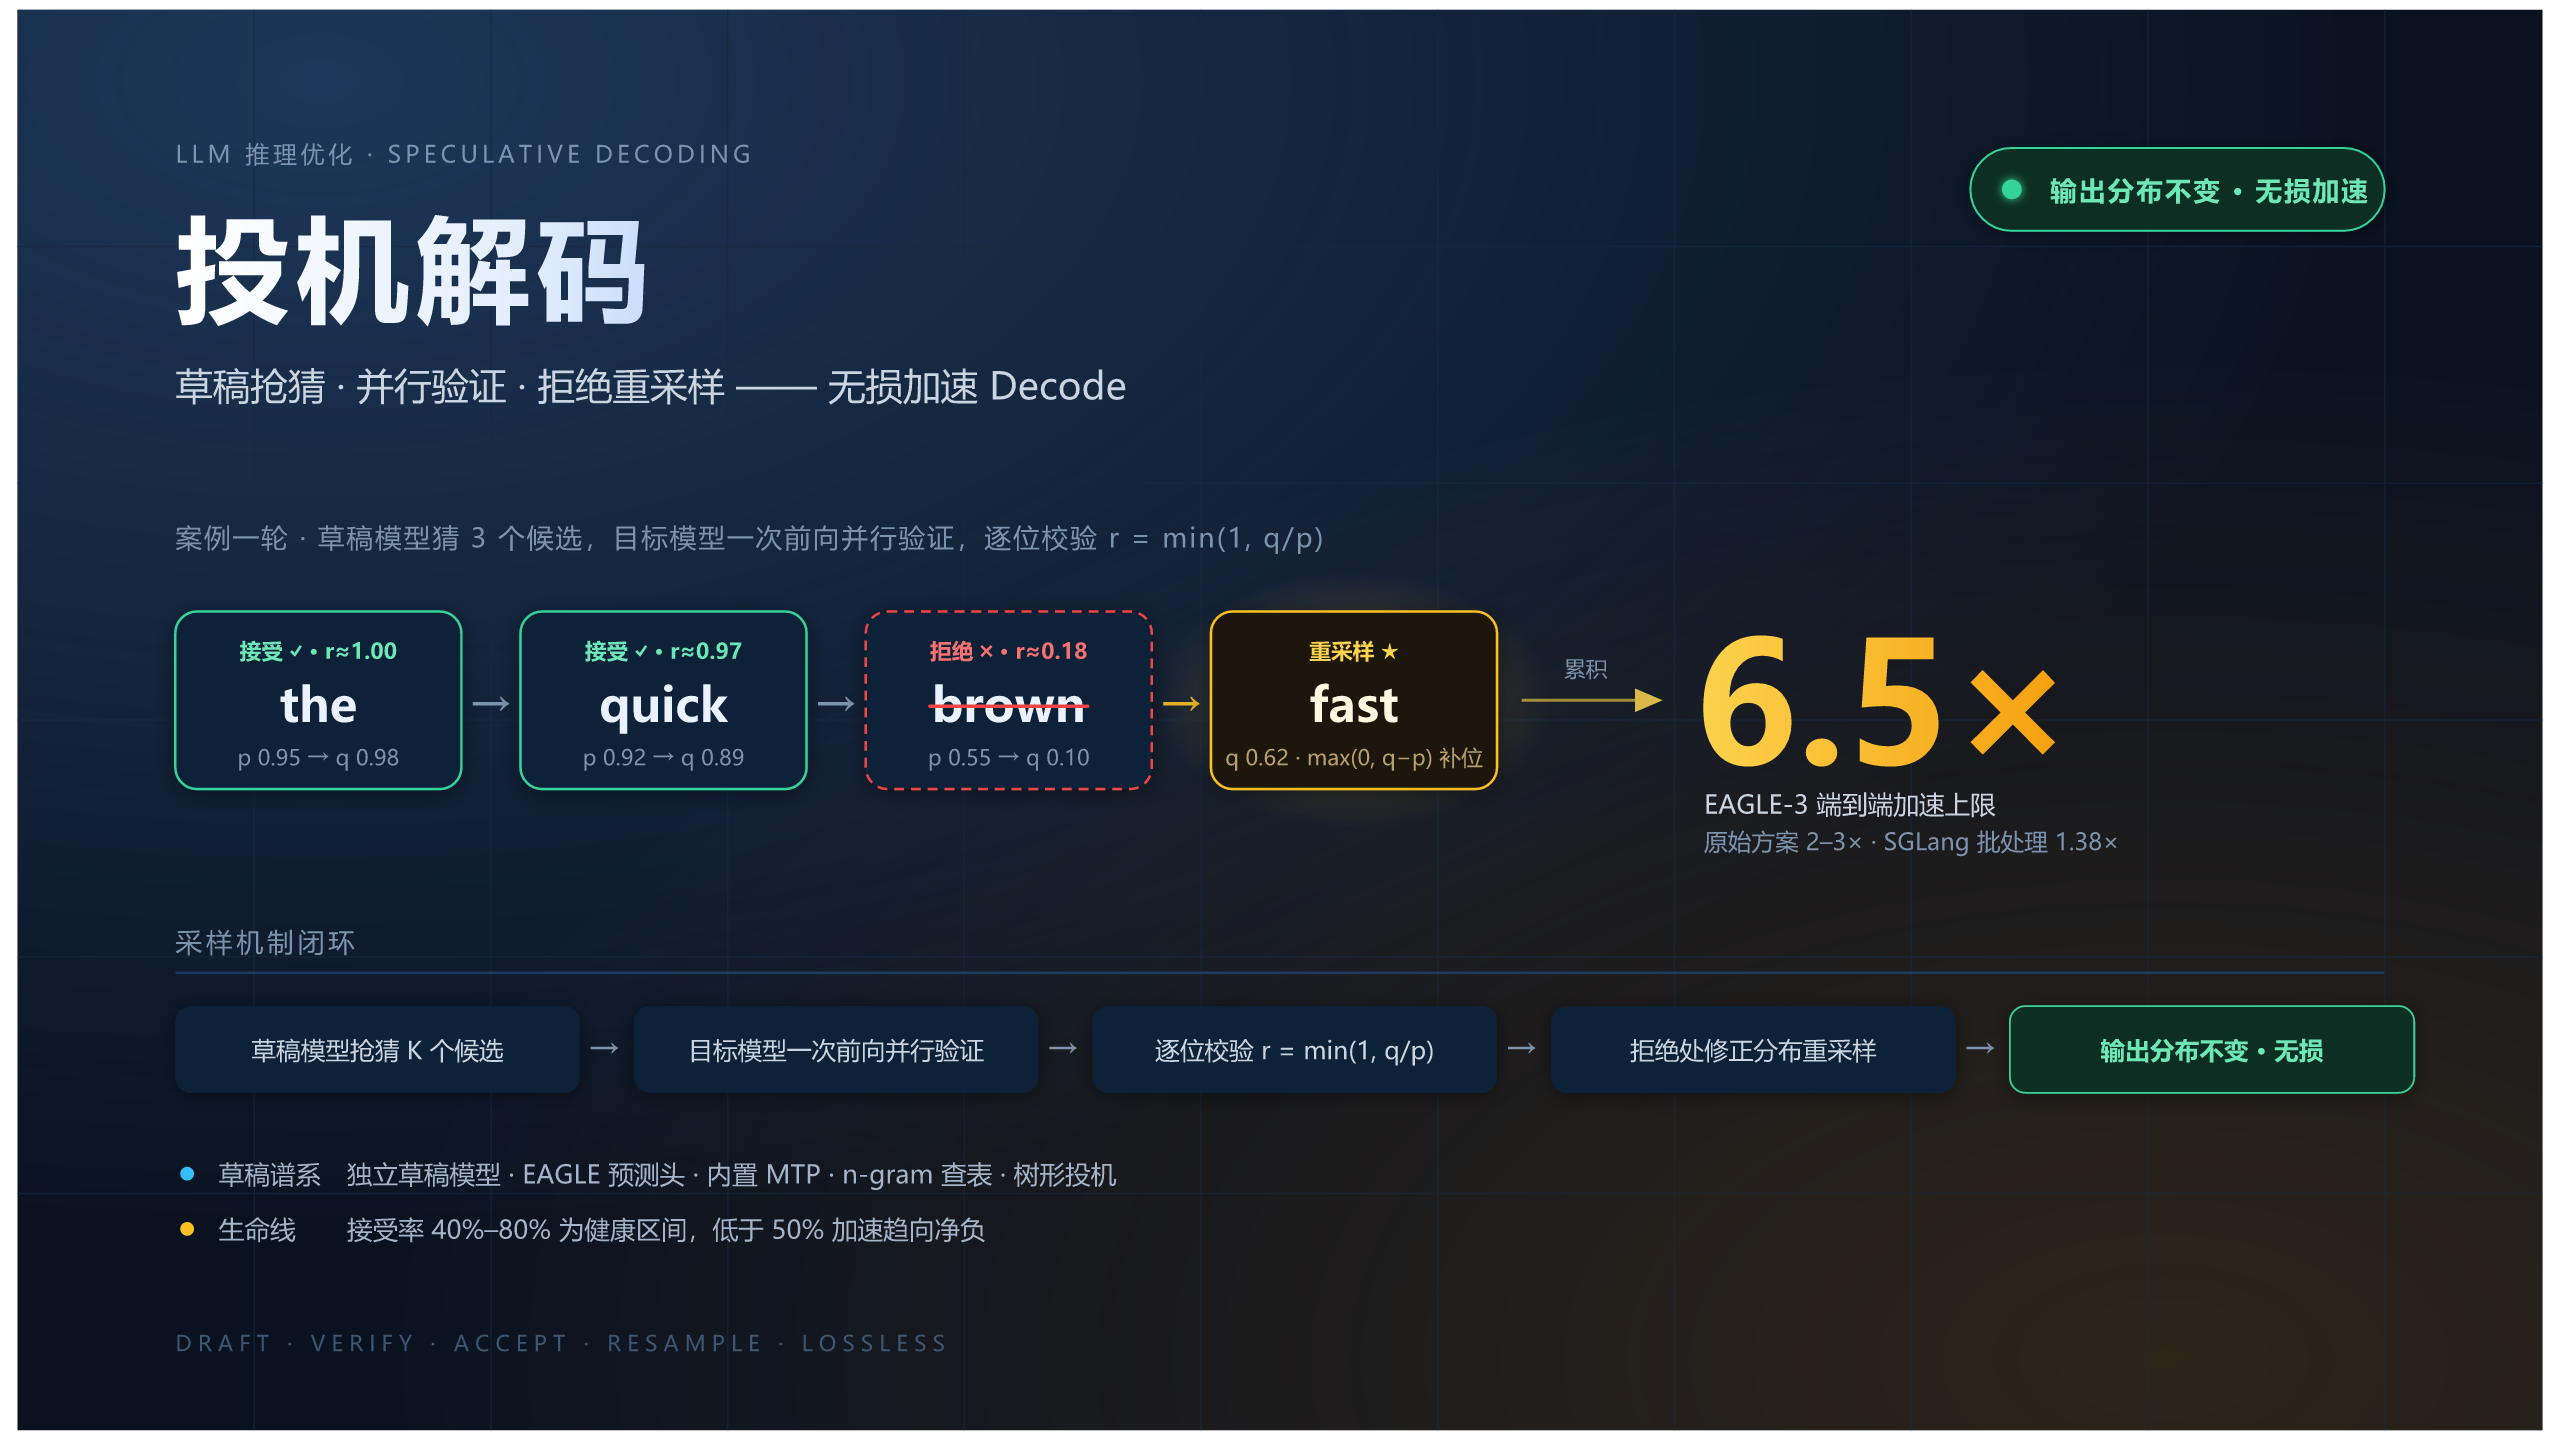 LLM 推理优化 · SPECULATIVE DECODING
输出分布不变 · 无损加速
投机解码
草稿抢猜 · 并行验证 · 拒绝重采样 —— 无损加速 Decode
案例一轮 · 草稿模型猜 3 个候选，目标模型一次前向并行验证，逐位校验 r = min(1, q/p)
接受 ✓ • r≈1.00
the
p 0.95 → q 0.98
→
接受 ✓ • r≈0.97
quick
p 0.92 → q 0.89
→
拒绝 × • r≈0.18
brown
p 0.55 → q 0.10
→
重采样 ★
fast
q 0.62 · max(0, q−p) 补位
累积
6.5×
EAGLE-3 端到端加速上限
原始方案 2–3× · SGLang 批处理 1.38×
采样机制闭环
草稿模型抢猜 K 个候选 → 目标模型一次前向并行验证 → 逐位校验 r = min(1, q/p) → 拒绝处修正分布重采样 → 输出分布不变 • 无损
草稿谱系 独立草稿模型 · EAGLE 预测头 · 内置 MTP · n-gram 查表 · 树形投机
生命线 接受率 40%–80% 为健康区间，低于 50% 加速趋向净负
DRAFT · VERIFY · ACCEPT · RESAMPLE · LOSSLESS